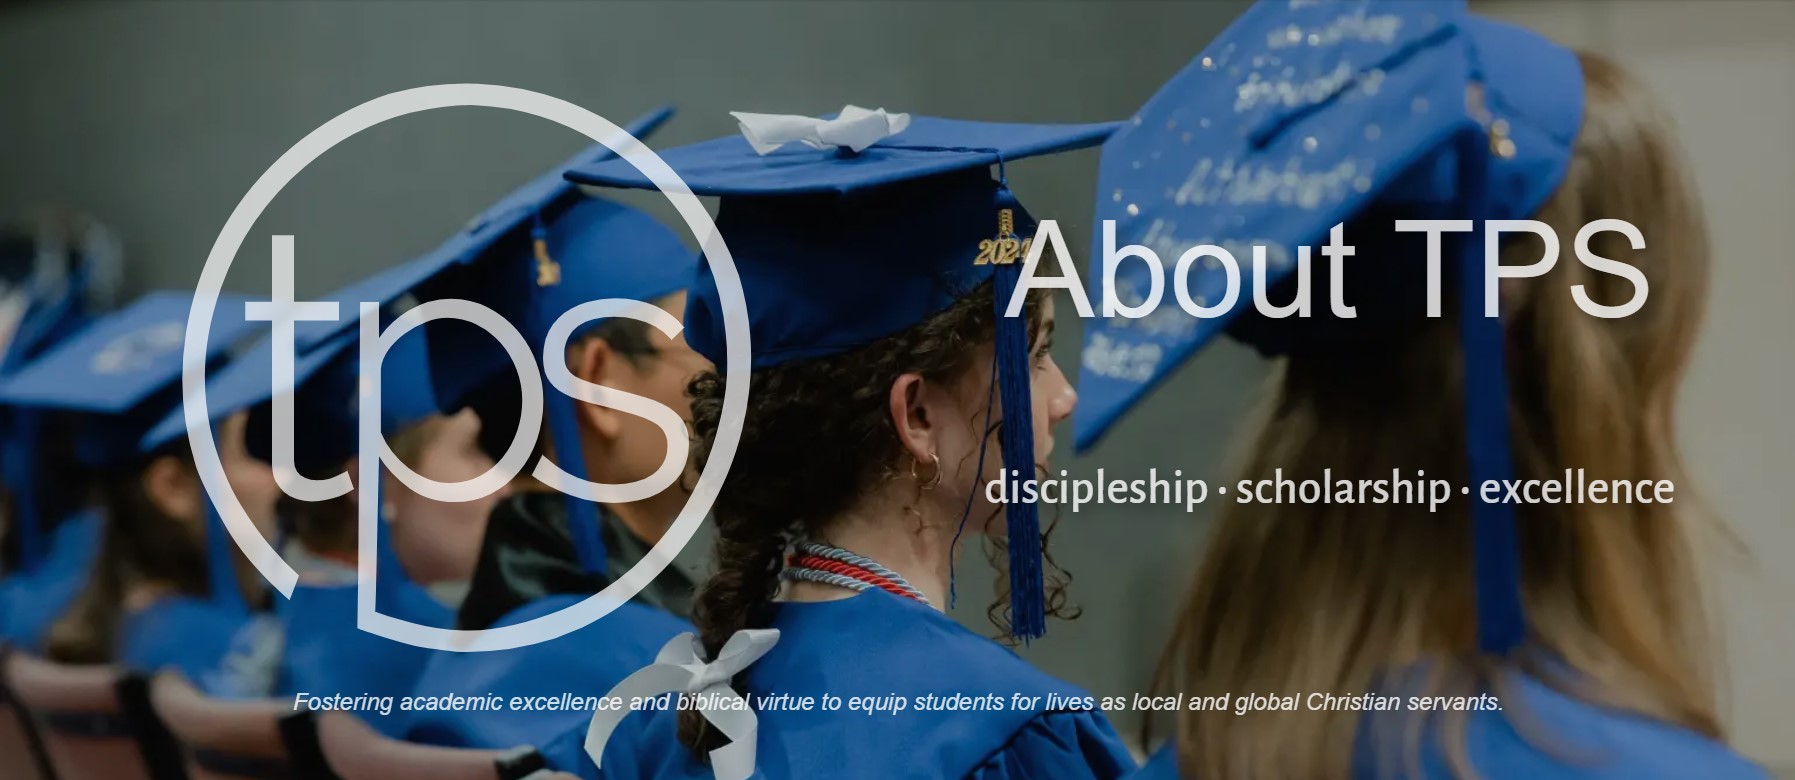 tps
About TPS
discipleship · scholarship · excellence
Fostering academic excellence and biblical virtue to equip students for lives as local and global Christian servants.
2024